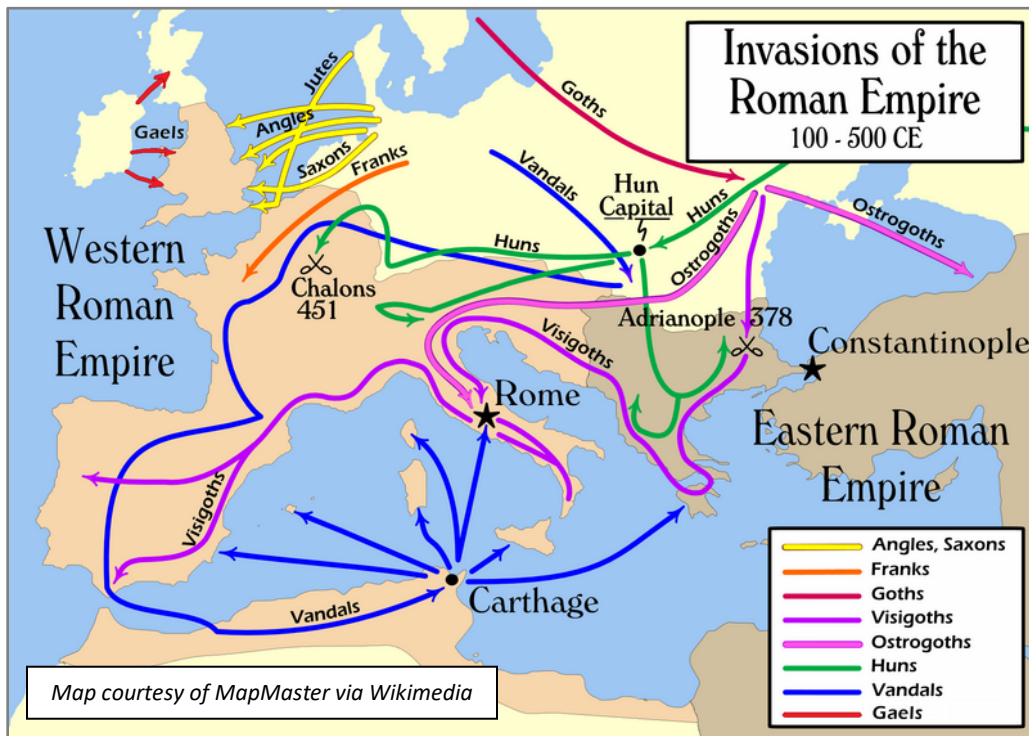 Invasions of the
Roman Empire
100 - 500 CE
Jutes
Angles
Saxons
Gaels
Franks
Goths
Vandals
Hun
Capital
Huns
Ostrogoths
Ostrogoths
Huns
Western
Roman
Empire
Chalons
451
Adrianople 378
Visigoths
Constantinople
Rome
Eastern Roman
Empire
Visigoths
Carthage
Vandals
Angles, Saxons
Franks
Goths
Visigoths
Ostrogoths
Huns
Vandals
Gaels
Map courtesy of MapMaster via Wikimedia